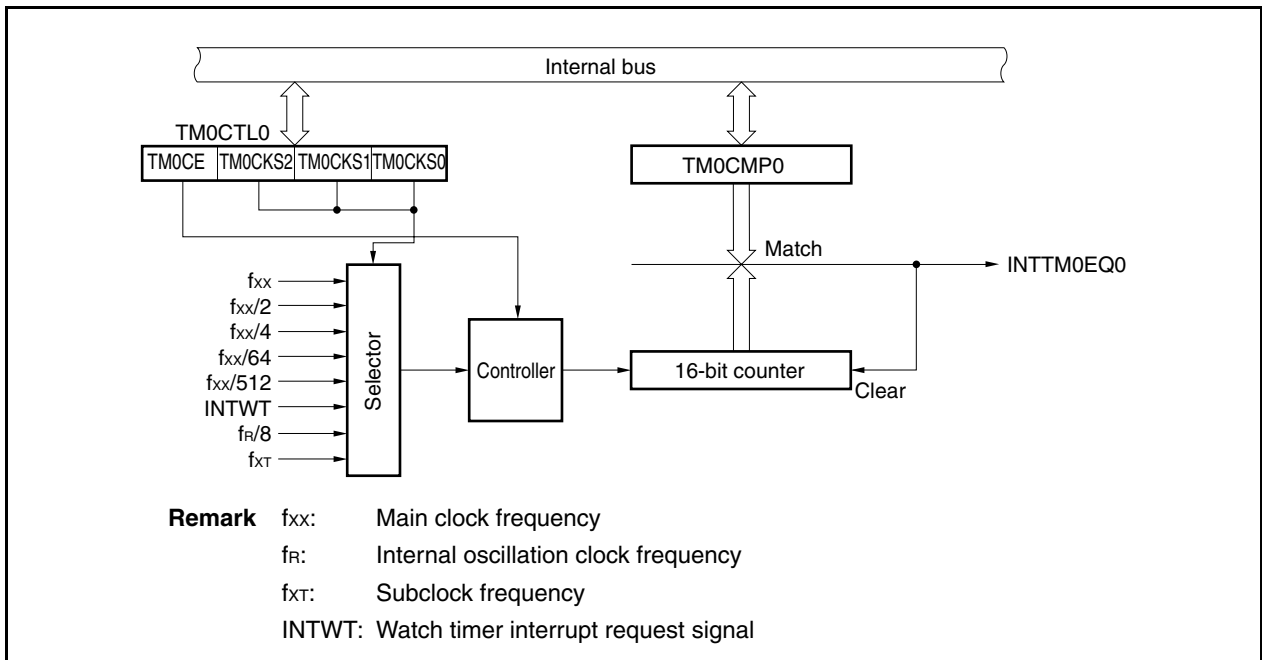 Internal bus
TM0CTL0
TM0CE TM0CKS2 TM0CKS1 TM0CKS0
TM0CMP0
Match
INTTM0EQ0
fXX
fXX/2
fXX/4
fXX/64
fXX/512
INTWT
fR/8
fXT
Selector
Controller
16-bit counter
Clear
Remark fXX: Main clock frequency
fR: Internal oscillation clock frequency
fXT: Subclock frequency
INTWT: Watch timer interrupt request signal